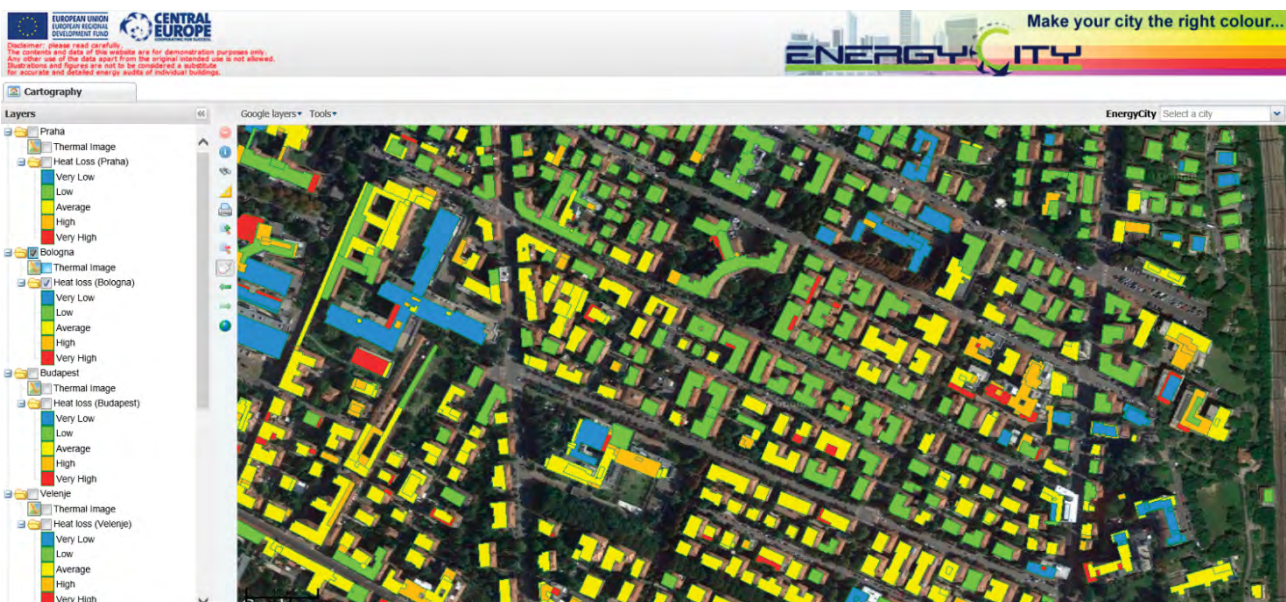 EUROPEAN UNION
EUROPEAN REGIONAL
DEVELOPMENT FUND
CENTRAL
EUROPE
COOPERATING FOR SUCCESS.
Disclaimer: please read carefully.
The contents and data of this website are for demonstration purposes only.
Any other use of the data apart from the original intended use is not allowed.
Illustrations and figures are not to be considered a substitute
for accurate and detailed energy audits of individual buildings.
Make your city the right colour...
ENERGY CITY
Cartography
Layers
Google layers
Tools
EnergyCity
Select a city
Praha
Thermal Image
Heat Loss (Praha)
Very Low
Low
Average
High
Very High
Bologna
Thermal Image
Heat loss (Bologna)
Very Low
Low
Average
High
Very High
Budapest
Thermal Image
Heat loss (Budapest)
Very Low
Low
Average
High
Very High
Velenje
Thermal Image
Heat loss (Velenje)
Very Low
Low
Average
High
Very High